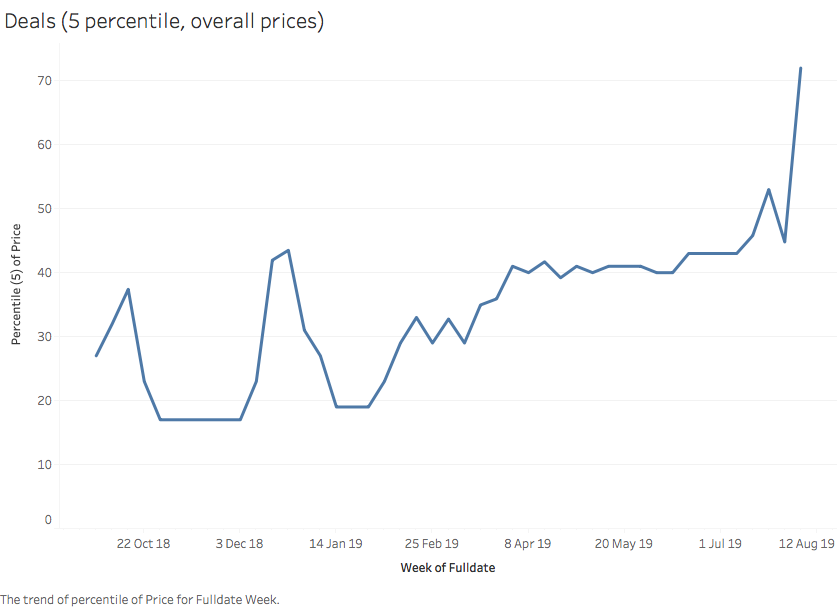 Deals (5 percentile, overall prices)
70
60
50
40
30
20
10
0
Percentile (5) of Price
22 Oct 18 3 Dec 18 14 Jan 19 25 Feb 19 8 Apr 19 20 May 19 1 Jul 19 12 Aug 19
Week of Fulldate
The trend of percentile of Price for Fulldate Week.